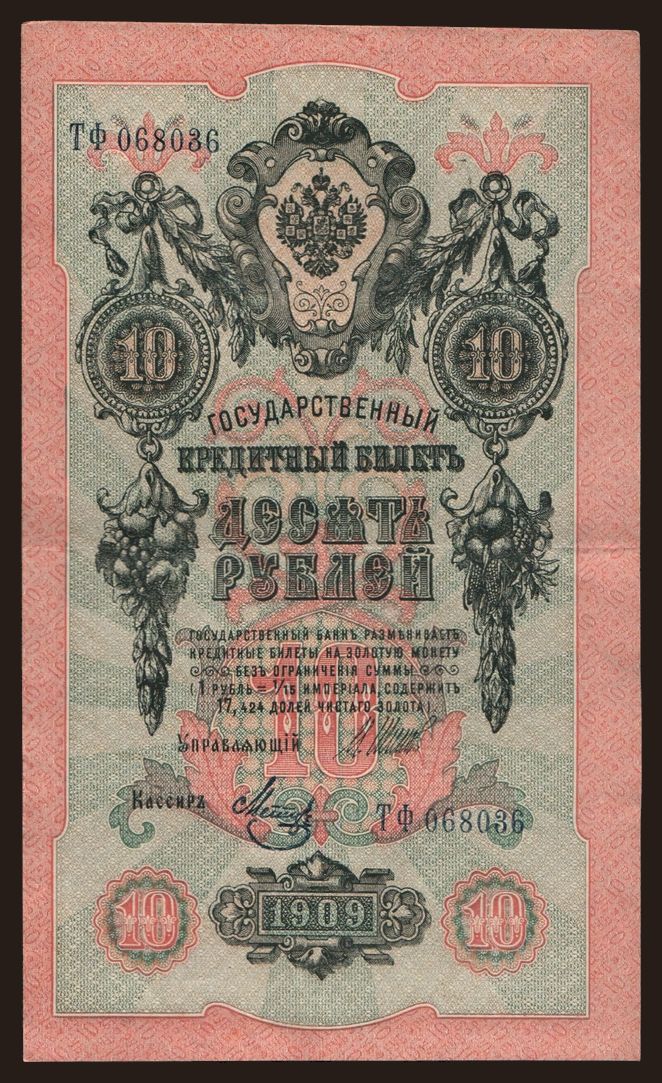 ТФ 068036
10 10
ГОСУДАРСТВЕННЫЙ
КРЕДИТНЫЙ БИЛЕТЪ
ДЕСЯТЬ
РУБЛЕЙ
ГОСУДАРСТВЕННЫЙ БАНКЪ РАЗМѢНИВАЕТЪ
КРЕДИТНЫЕ БИЛЕТЫ НА ЗОЛОТУЮ МОНЕТУ
БЕЗЪ ОГРАНИЧЕНІЯ СУММЫ
(1 РУБЛЬ = 1/15 ИМПЕРІАЛА, СОДЕРЖИТЪ
17,424 ДОЛЕЙ ЧИСТАГО ЗОЛОТА)
10
УПРАВЛЯЮЩІЙ
Кассиръ
ТФ 068036
10 1909 10